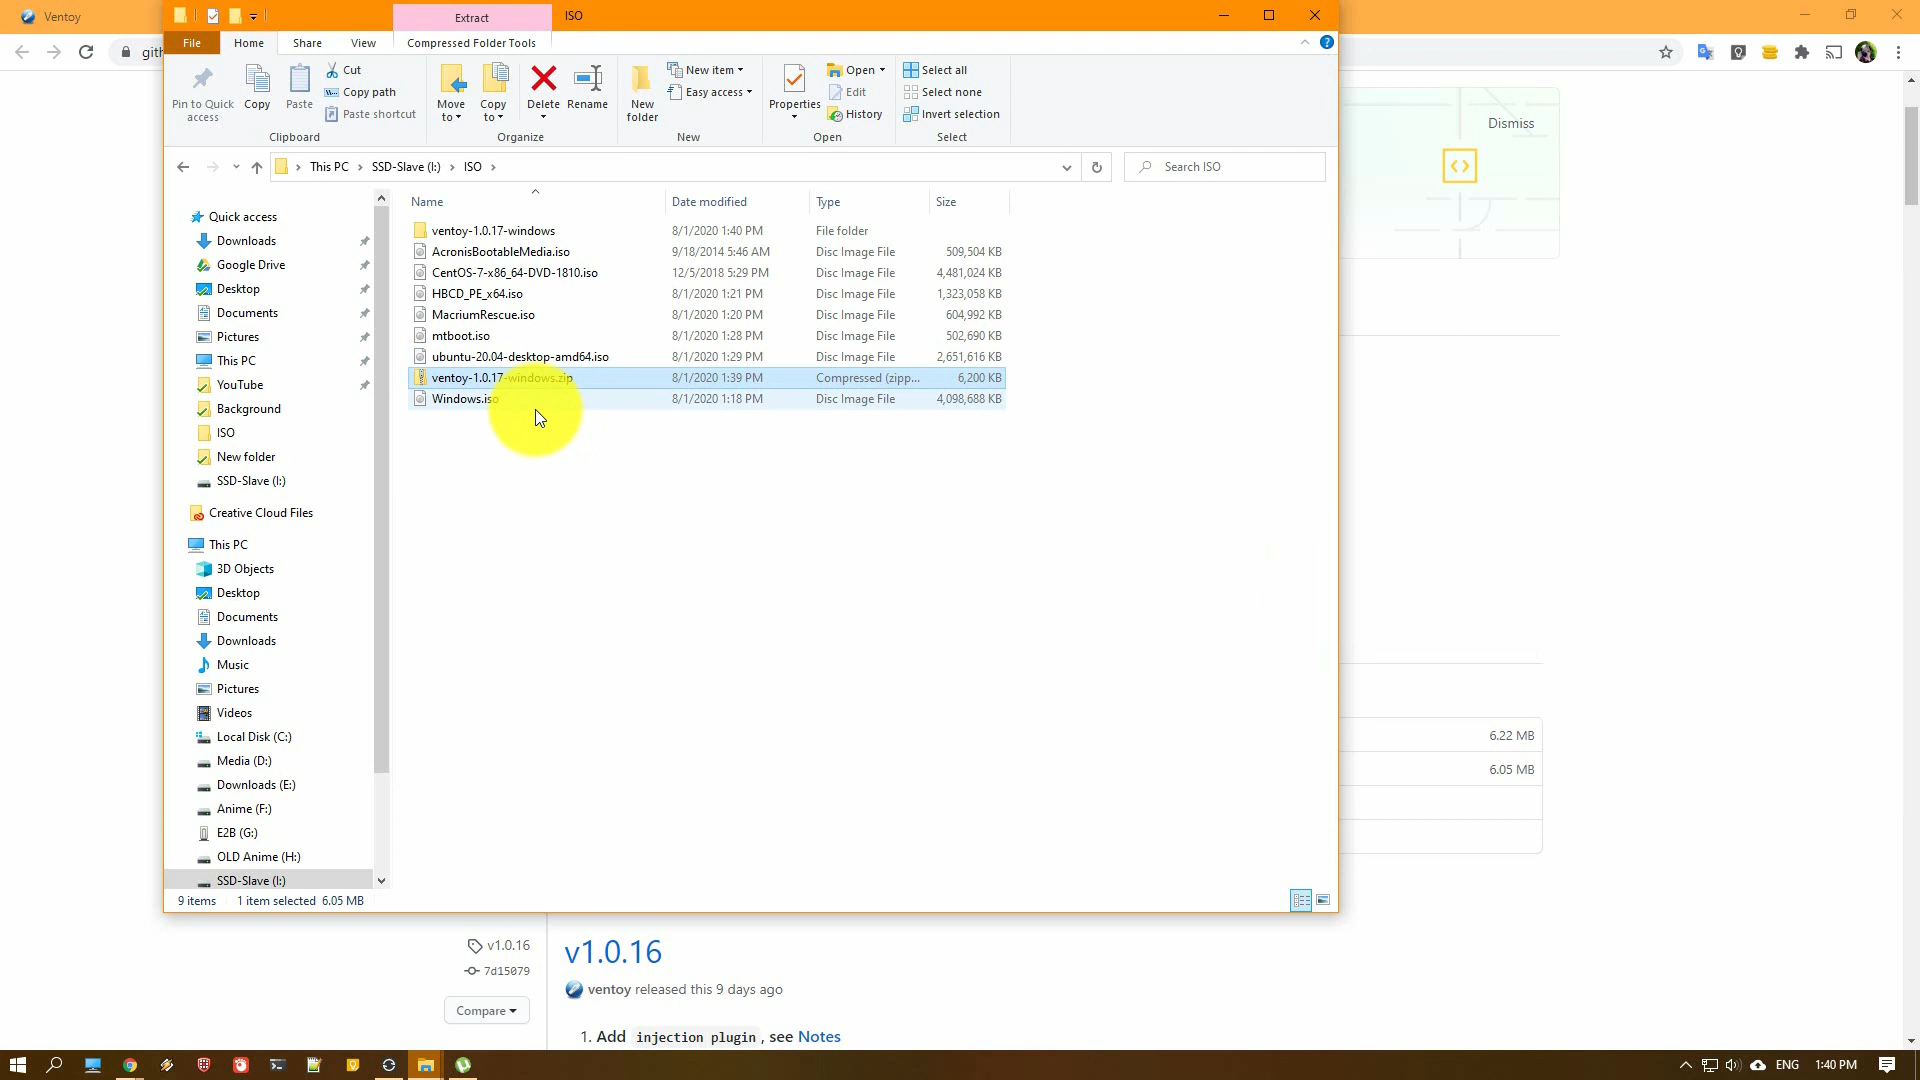 Ventoy
Extract
ISO
File
Home
Share
View
Compressed Folder Tools
gith
Pin to Quick access
Copy
Paste
Cut
Copy path
Paste shortcut
Clipboard
Move to
Copy to
Delete
Rename
Organize
New folder
New item
Easy access
New
Properties
Open
Edit
History
Open
Select all
Select none
Invert selection
Select
Dismiss
This PC
SSD-Slave (I:)
ISO
Search ISO
Name
Date modified
Type
Size
ventoy-1.0.17-windows 8/1/2020 1:40 PM File folder
AcronisBootableMedia.iso 9/18/2014 5:46 AM Disc Image File 509,504 KB
CentOS-7-x86_64-DVD-1810.iso 12/5/2018 5:29 PM Disc Image File 4,481,024 KB
HBCD_PE_x64.iso 8/1/2020 1:21 PM Disc Image File 1,323,058 KB
MacriumRescue.iso 8/1/2020 1:20 PM Disc Image File 604,992 KB
mtboot.iso 8/1/2020 1:28 PM Disc Image File 502,690 KB
ubuntu-20.04-desktop-amd64.iso 8/1/2020 1:29 PM Disc Image File 2,651,616 KB
ventoy-1.0.17-windows.zip 8/1/2020 1:39 PM Compressed (zipp... 6,200 KB
Windows.iso 8/1/2020 1:18 PM Disc Image File 4,098,688 KB
Quick access
Downloads
Google Drive
Desktop
Documents
Pictures
This PC
YouTube
Background
ISO
New folder
SSD-Slave (I:)
Creative Cloud Files
This PC
3D Objects
Desktop
Documents
Downloads
Music
Pictures
Videos
Local Disk (C:)
Media (D:)
Downloads (E:)
Anime (F:)
E2B (G:)
OLD Anime (H:)
SSD-Slave (I:)
9 items
1 item selected 6.05 MB
6.22 MB
6.05 MB
v1.0.16
7d15079
Compare
v1.0.16
ventoy released this 9 days ago
1. Add injection plugin , see Notes
ENG
1:40 PM